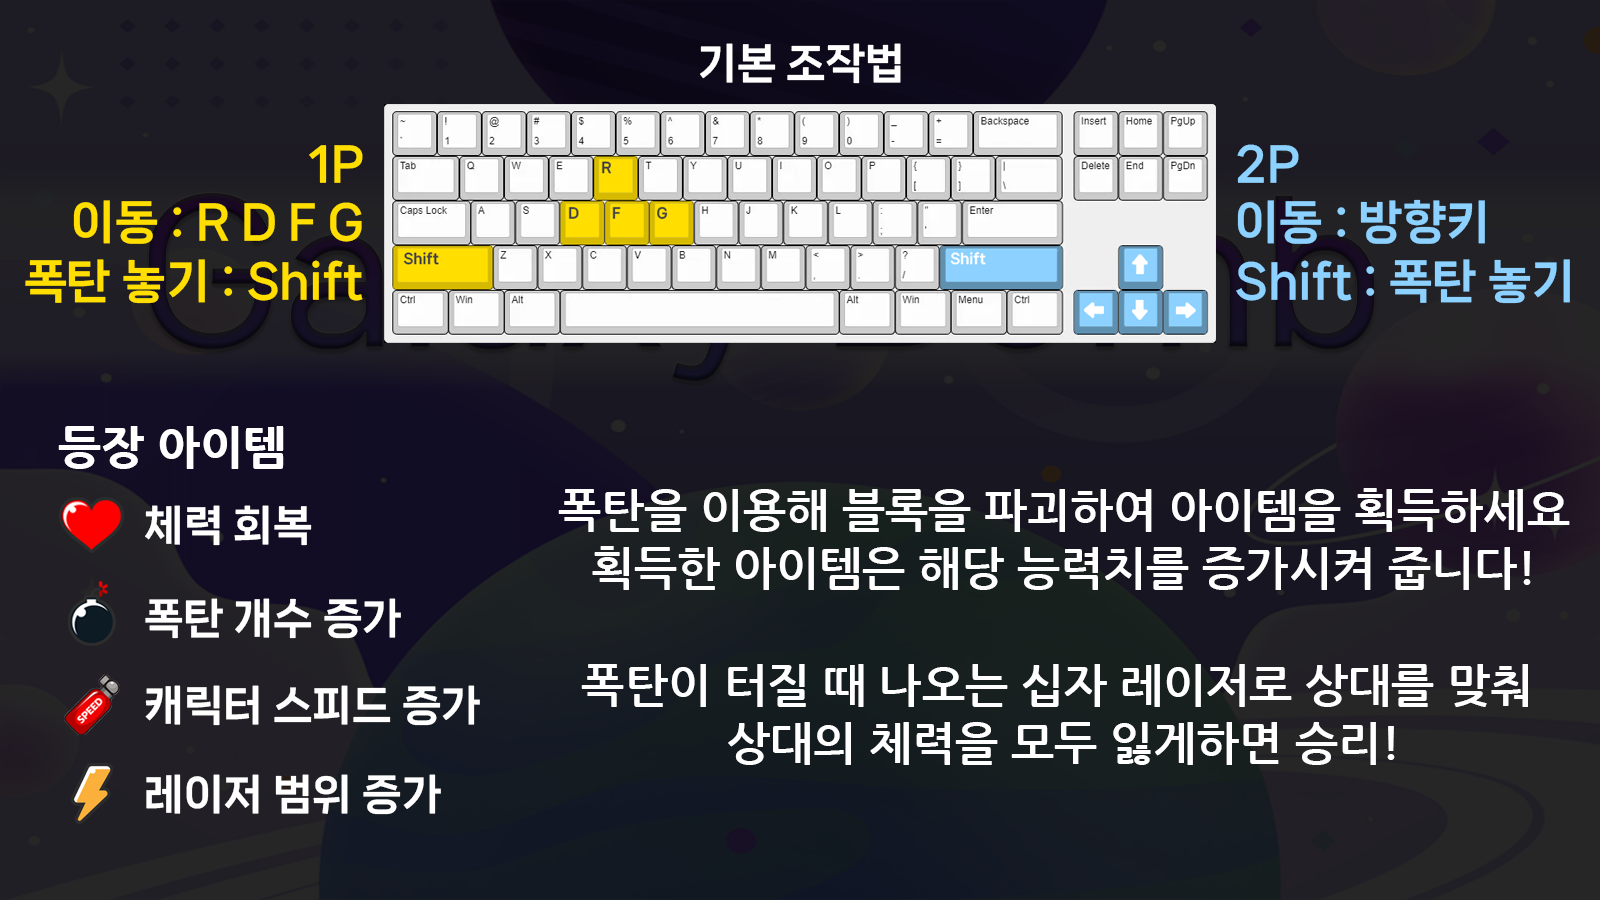 기본 조작법
1P
이동 : R D F G
폭탄 놓기 : Shift
~ ` ! 1 @ 2 # 3 $ 4 % 5 ^ 6 & 7 * 8 ( 9 ) 0 _ - + = Backspace Insert Home PgUp
Tab Q W E R T Y U I O P { [ } ] | \ Delete End PgDn
Caps Lock A S D F G H J K L : ; " ' Enter
Shift Z X C V B N M < , > . ? / Shift
Ctrl Win Alt Alt Win Menu Ctrl
2P
이동 : 방향키
Shift : 폭탄 놓기
등장 아이템
체력 회복
폭탄 개수 증가
SPEED
캐릭터 스피드 증가
레이저 범위 증가
폭탄을 이용해 블록을 파괴하여 아이템을 획득하세요
획득한 아이템은 해당 능력치를 증가시켜 줍니다!
폭탄이 터질 때 나오는 십자 레이저로 상대를 맞춰
상대의 체력을 모두 잃게하면 승리!